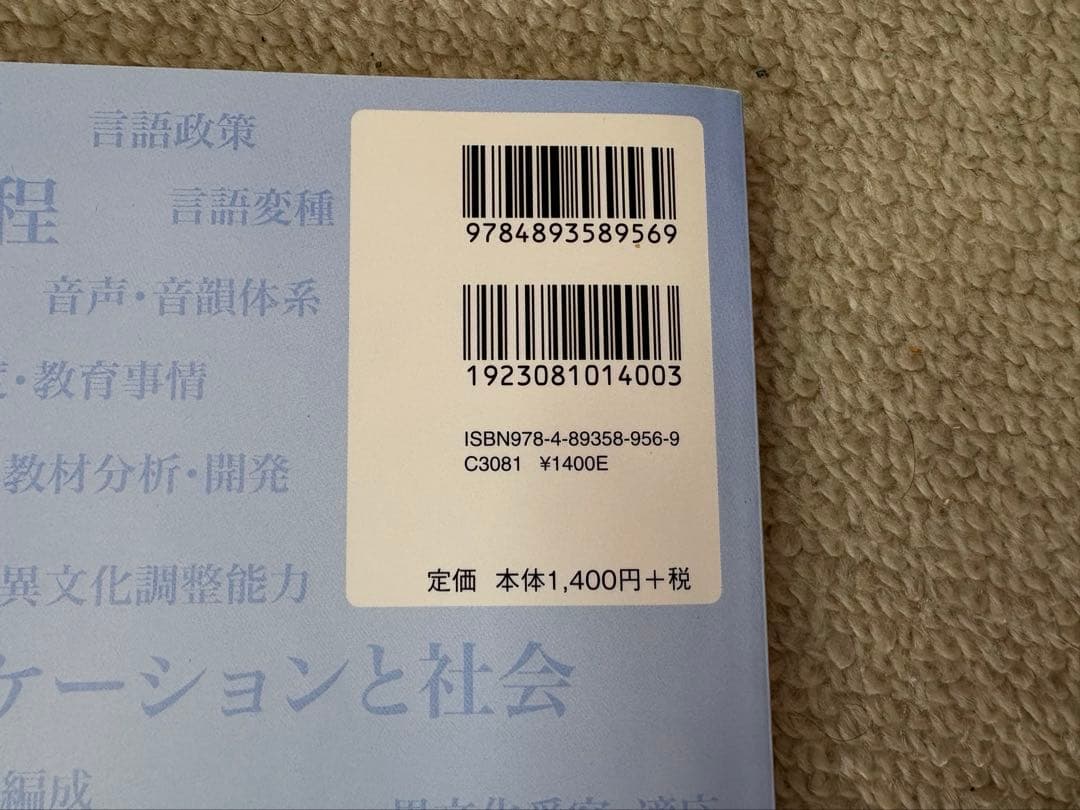 言語政策
程
言語変種
音声・音韻体系
・教育事情
教材分析・開発
異文化調整能力
ケーションと社会
編成
9784893589569
1923081014003
ISBN978-4-89358-956-9
C3081 ¥1400E
定価 本体1,400円+税